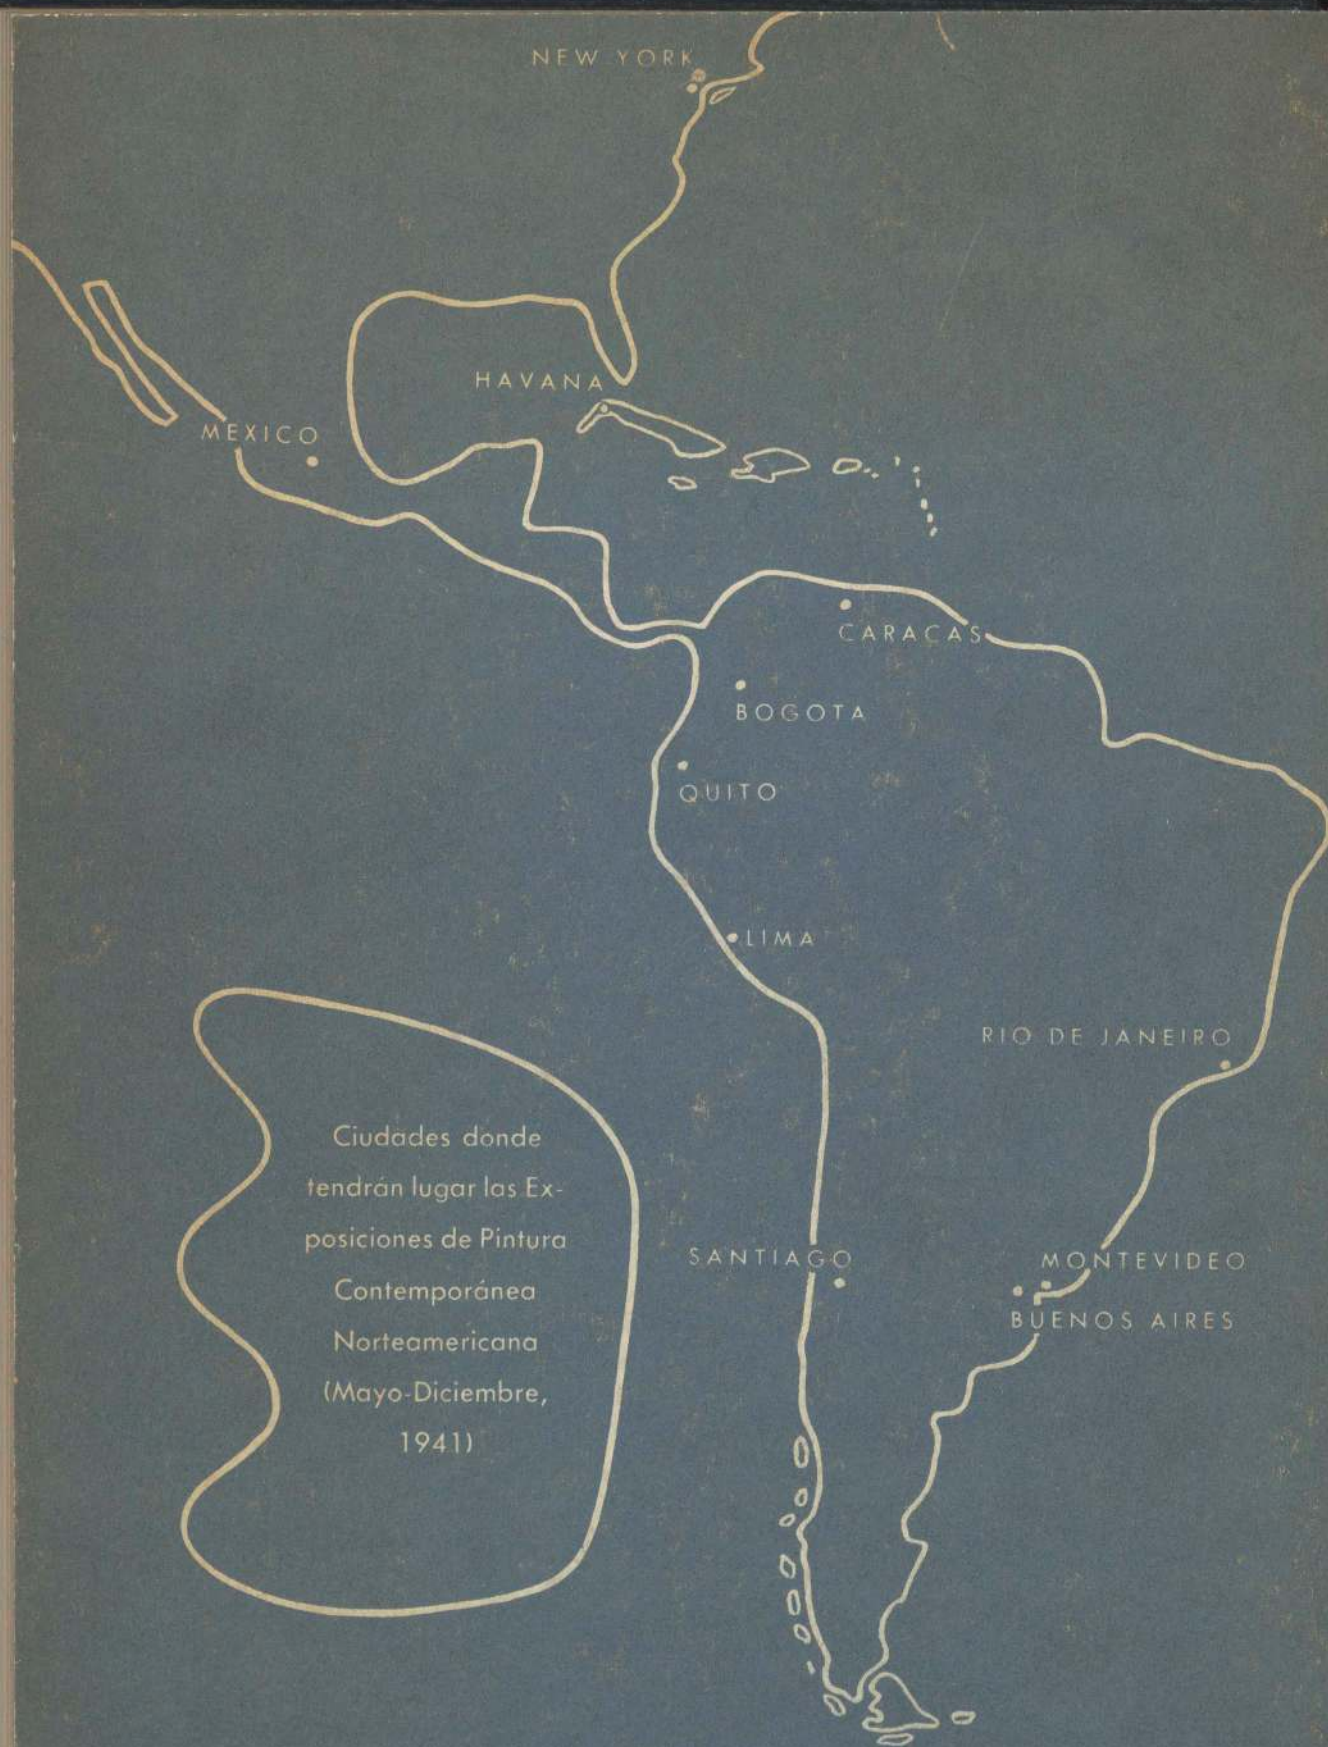 NEW YORK
HAVANA
MEXICO
CARACAS
BOGOTA
QUITO
LIMA
RIO DE JANEIRO
SANTIAGO
MONTEVIDEO
BUENOS AIRES
Ciudades donde
tendrán lugar las Ex-
posiciones de Pintura
Contemporánea
Norteamericana
(Mayo-Diciembre,
1941)